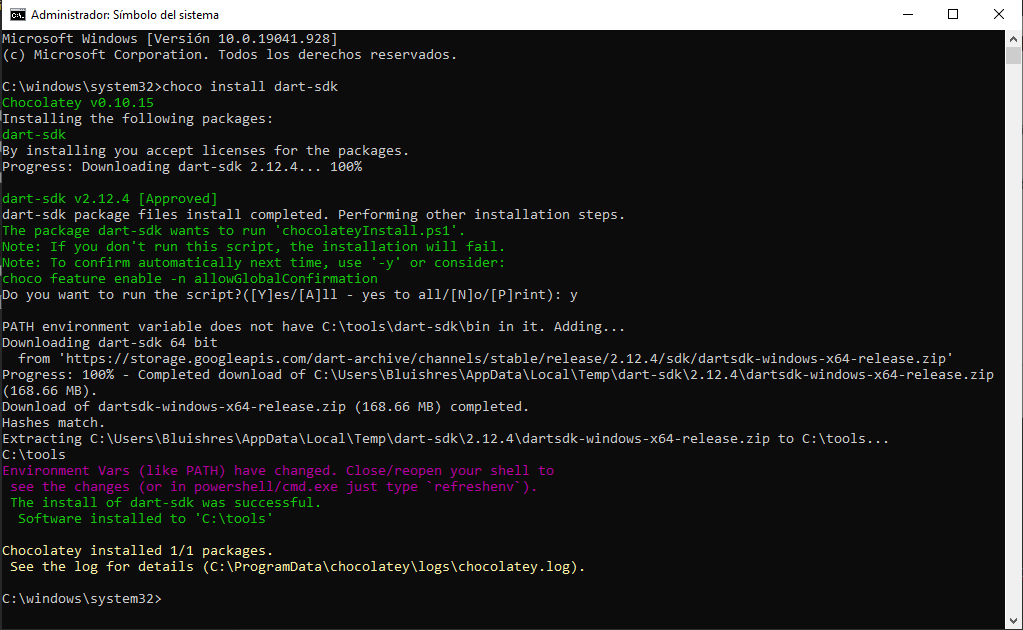 Administrador: Símbolo del sistema
Microsoft Windows [Versión 10.0.19041.928]
(c) Microsoft Corporation. Todos los derechos reservados.
C:\windows\system32>choco install dart-sdk
Chocolatey v0.10.15
Installing the following packages:
dart-sdk
By installing you accept licenses for the packages.
Progress: Downloading dart-sdk 2.12.4... 100%
dart-sdk v2.12.4 [Approved]
dart-sdk package files install completed. Performing other installation steps.
The package dart-sdk wants to run 'chocolateyInstall.ps1'.
Note: If you don't run this script, the installation will fail.
Note: To confirm automatically next time, use '-y' or consider:
choco feature enable -n allowGlobalConfirmation
Do you want to run the script?([Y]es/[A]ll - yes to all/[N]o/[P]rint): y
PATH environment variable does not have C:\tools\dart-sdk\bin in it. Adding...
Downloading dart-sdk 64 bit
  from 'https://storage.googleapis.com/dart-archive/channels/stable/release/2.12.4/sdk/dartsdk-windows-x64-release.zip'
Progress: 100% - Completed download of C:\Users\Bluishres\AppData\Local\Temp\dart-sdk\2.12.4\dartsdk-windows-x64-release.zip
(168.66 MB).
Download of dartsdk-windows-x64-release.zip (168.66 MB) completed.
Hashes match.
Extracting C:\Users\Bluishres\AppData\Local\Temp\dart-sdk\2.12.4\dartsdk-windows-x64-release.zip to C:\tools...
C:\tools
Environment Vars (like PATH) have changed. Close/reopen your shell to
 see the changes (or in powershell/cmd.exe just type `refreshenv`).
 The install of dart-sdk was successful.
  Software installed to 'C:\tools'
Chocolatey installed 1/1 packages.
 See the log for details (C:\ProgramData\chocolatey\logs\chocolatey.log).
C:\windows\system32>